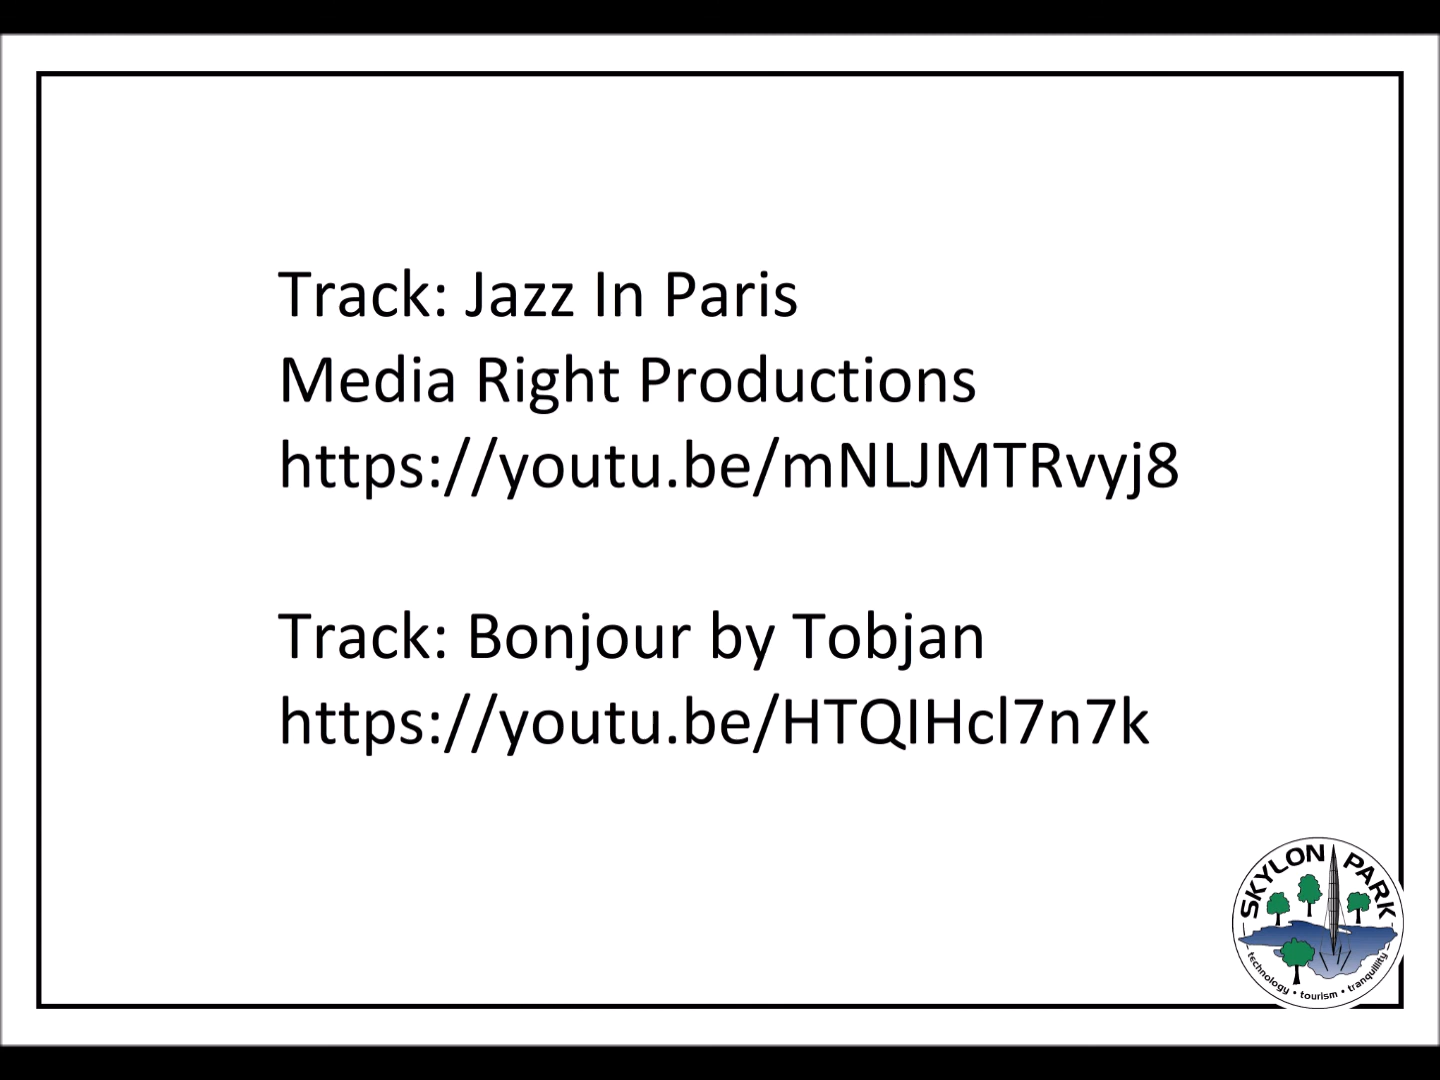 Track: Jazz In Paris
Media Right Productions
https://youtu.be/mNLJMTRvyj8
Track: Bonjour by Tobjan
https://youtu.be/HTQIHcl7n7k
SKYLON PARK
technology • tourism • tranquillity